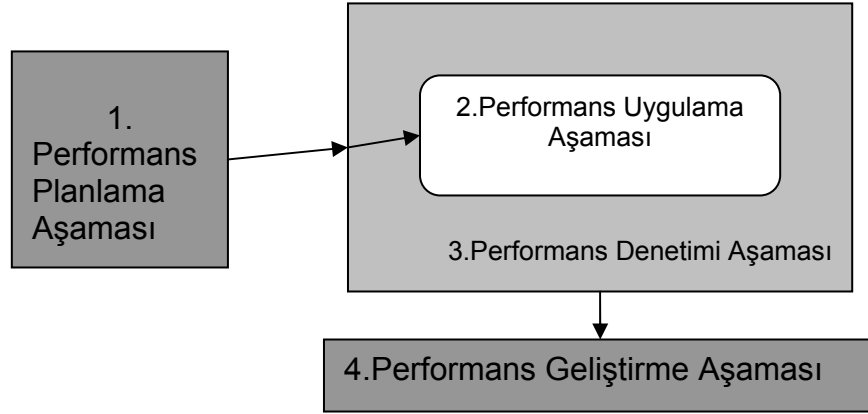 1.
Performans
Planlama
Aşaması
2.Performans Uygulama
Aşaması
3.Performans Denetimi Aşaması
4.Performans Geliştirme Aşaması